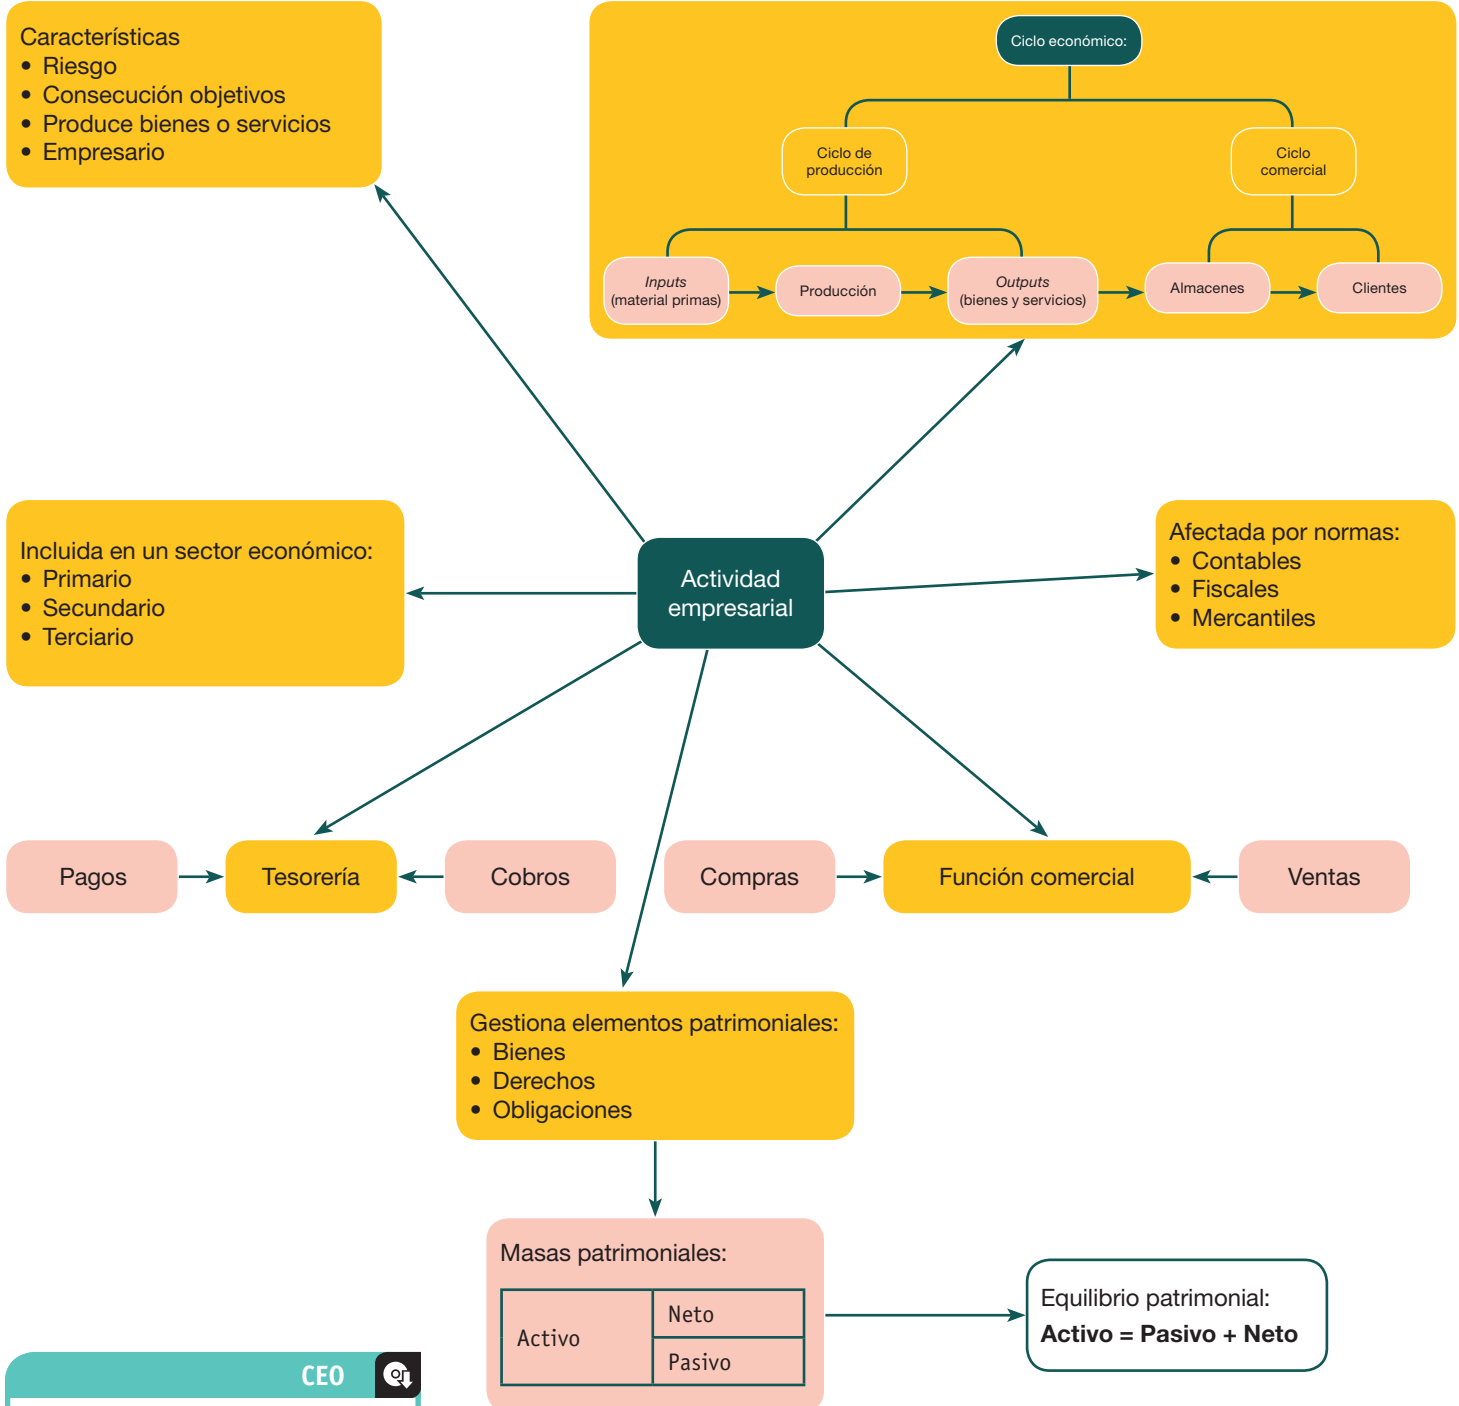 Características
• Riesgo
• Consecución objetivos
• Produce bienes o servicios
• Empresario
Ciclo económico:
Ciclo de
producción
Ciclo
comercial
Inputs
(material primas)
Producción
Outputs
(bienes y servicios)
Almacenes
Clientes
Incluida en un sector económico:
• Primario
• Secundario
• Terciario
Actividad
empresarial
Afectada por normas:
• Contables
• Fiscales
• Mercantiles
Pagos
Tesorería
Cobros
Compras
Función comercial
Ventas
Gestiona elementos patrimoniales:
• Bienes
• Derechos
• Obligaciones
Masas patrimoniales:
Activo
Neto
Pasivo
Equilibrio patrimonial:
Activo = Pasivo + Neto
CEO